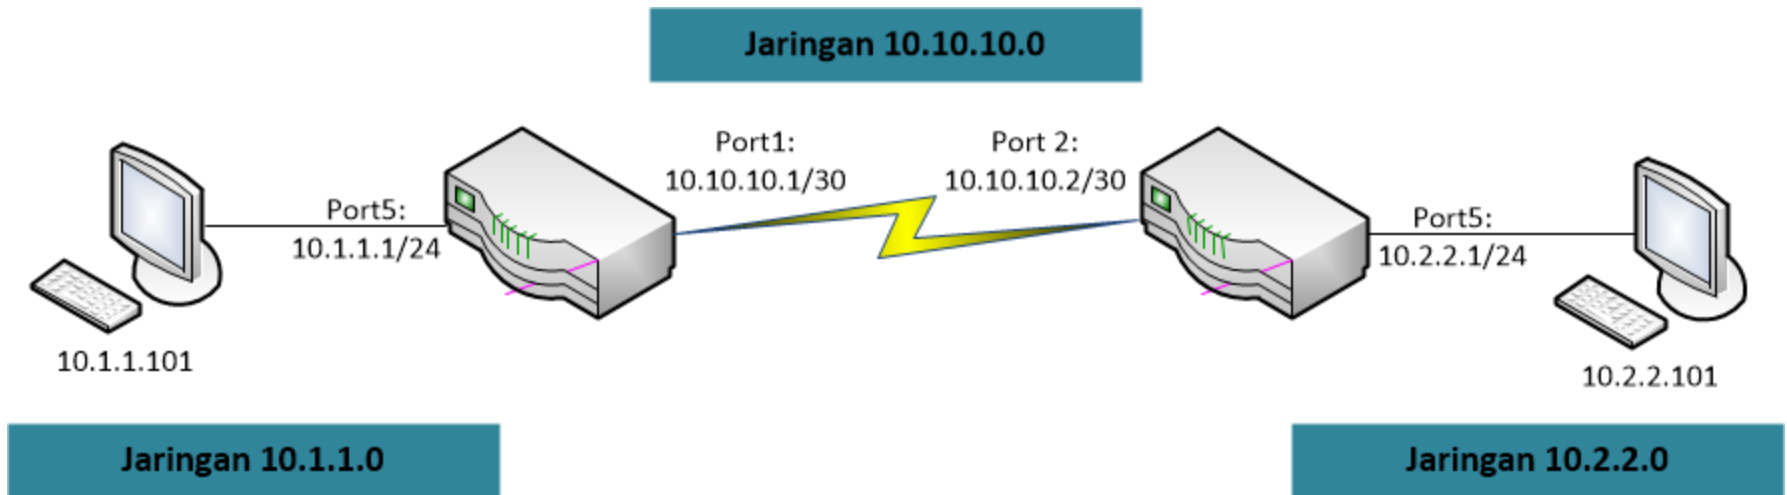 Jaringan 10.10.10.0
Port1:
10.10.10.1/30
Port 2:
10.10.10.2/30
Port5:
10.1.1.1/24
Port5:
10.2.2.1/24
10.1.1.101
10.2.2.101
Jaringan 10.1.1.0
Jaringan 10.2.2.0